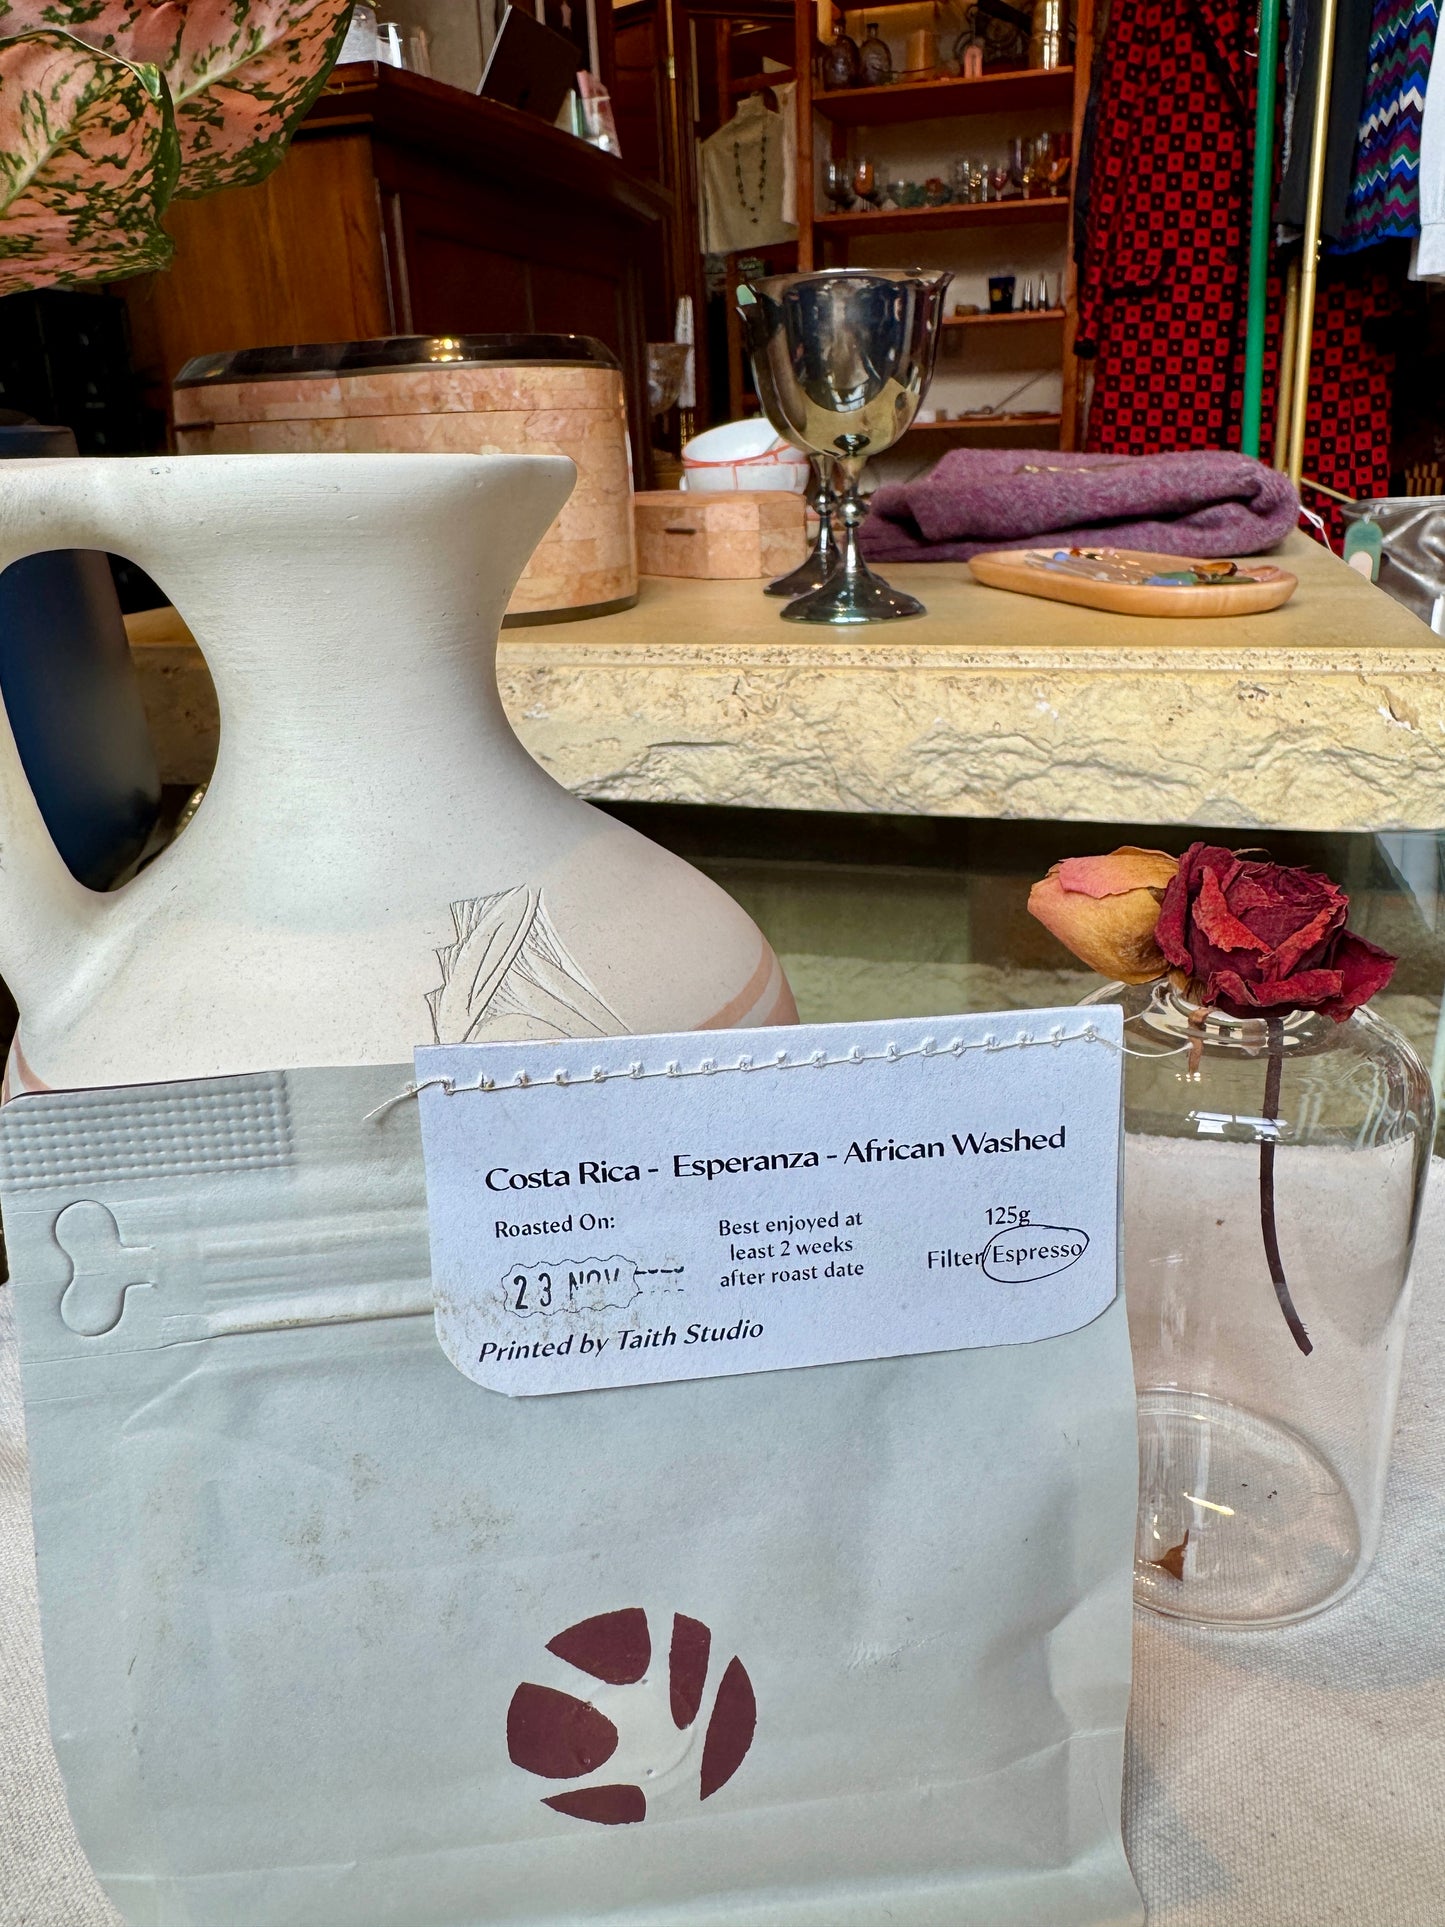 Costa Rica - Esperanza - African Washed
Roasted On:
23 NOV
Best enjoyed at
least 2 weeks
after roast date
125g
Filter/Espresso
Printed by Taith Studio